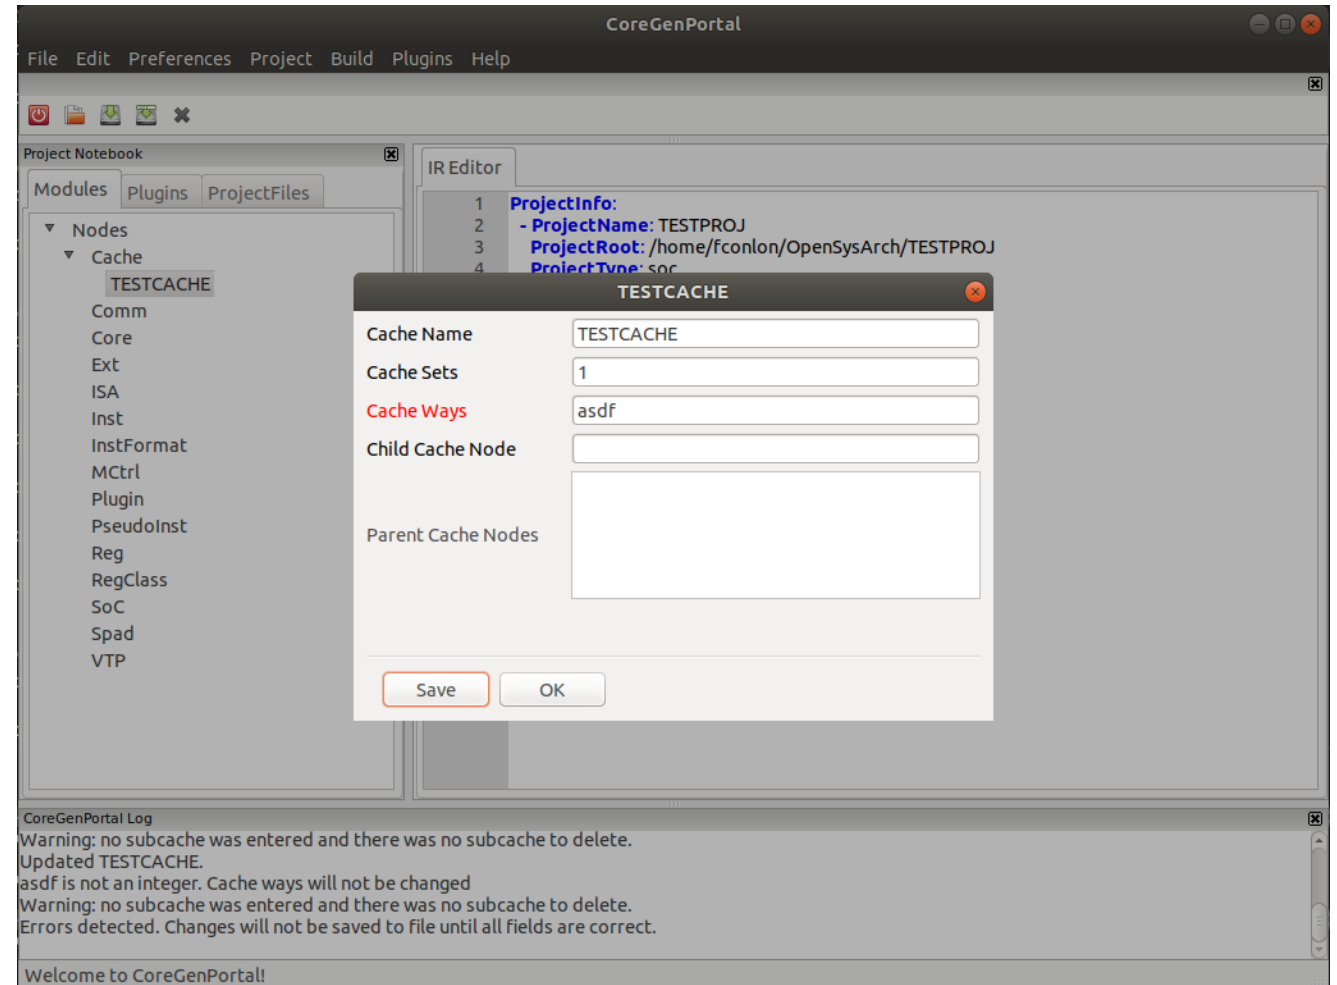 CoreGenPortal
File Edit Preferences Project Build Plugins Help
Project Notebook
Modules Plugins ProjectFiles
Nodes
Cache
TESTCACHE
Comm
Core
Ext
ISA
Inst
InstFormat
MCtrl
Plugin
PseudoInst
Reg
RegClass
SoC
Spad
VTP
IR Editor
1 ProjectInfo:
2 - ProjectName: TESTPROJ
3 ProjectRoot: /home/fconlon/OpenSysArch/TESTPROJ
4 ProjectType: soc
TESTCACHE
Cache Name TESTCACHE
Cache Sets 1
Cache Ways asdf
Child Cache Node
Parent Cache Nodes
Save OK
CoreGenPortal Log
Warning: no subcache was entered and there was no subcache to delete.
Updated TESTCACHE.
asdf is not an integer. Cache ways will not be changed
Warning: no subcache was entered and there was no subcache to delete.
Errors detected. Changes will not be saved to file until all fields are correct.
Welcome to CoreGenPortal!